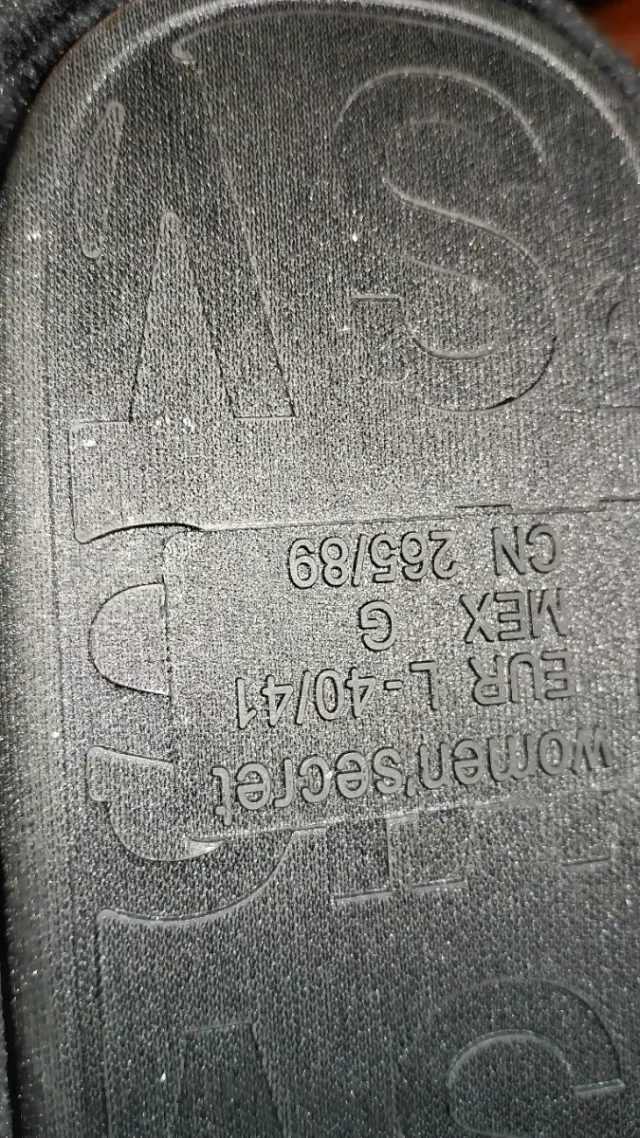 women'secret
EUR L-40/41
MEX G
CN 265/89